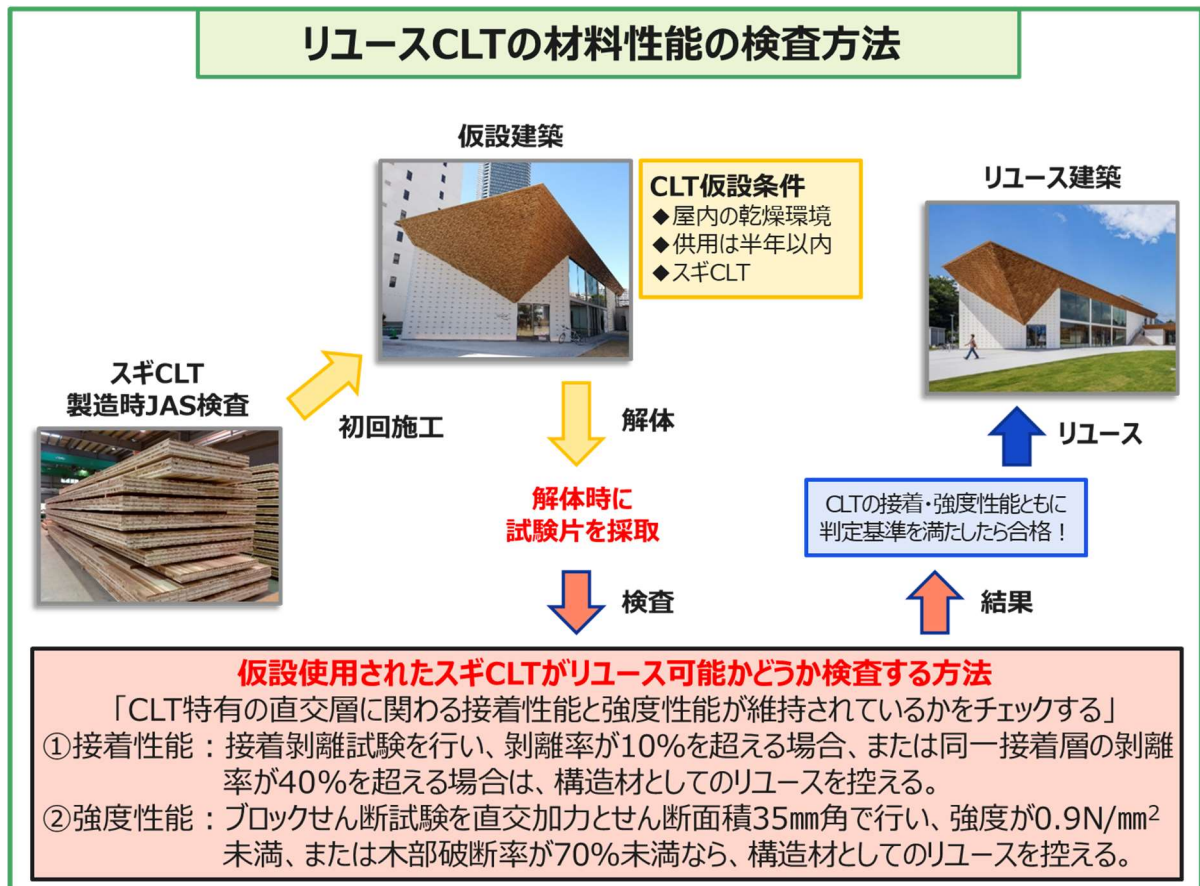 リユースCLTの材料性能の検査方法
仮設建築
CLT仮設条件
◆屋内の乾燥環境
◆供用は半年以内
◆スギCLT
リユース建築
スギCLT
製造時JAS検査
初回施工
解体
リユース
解体時に
試験片を採取
CLTの接着・強度性能ともに
判定基準を満たしたら合格！
検査
結果
仮設使用されたスギCLTがリユース可能かどうか検査する方法
「CLT特有の直交層に関わる接着性能と強度性能が維持されているかをチェックする」
①接着性能：接着剥離試験を行い、剥離率が10%を超える場合、または同一接着層の剥離
率が40%を超える場合は、構造材としてのリユースを控える。
②強度性能：ブロックせん断試験を直交加力とせん断面積35㎜角で行い、強度が0.9N/㎜²
未満、または木部破断率が70%未満なら、構造材としてのリユースを控える。